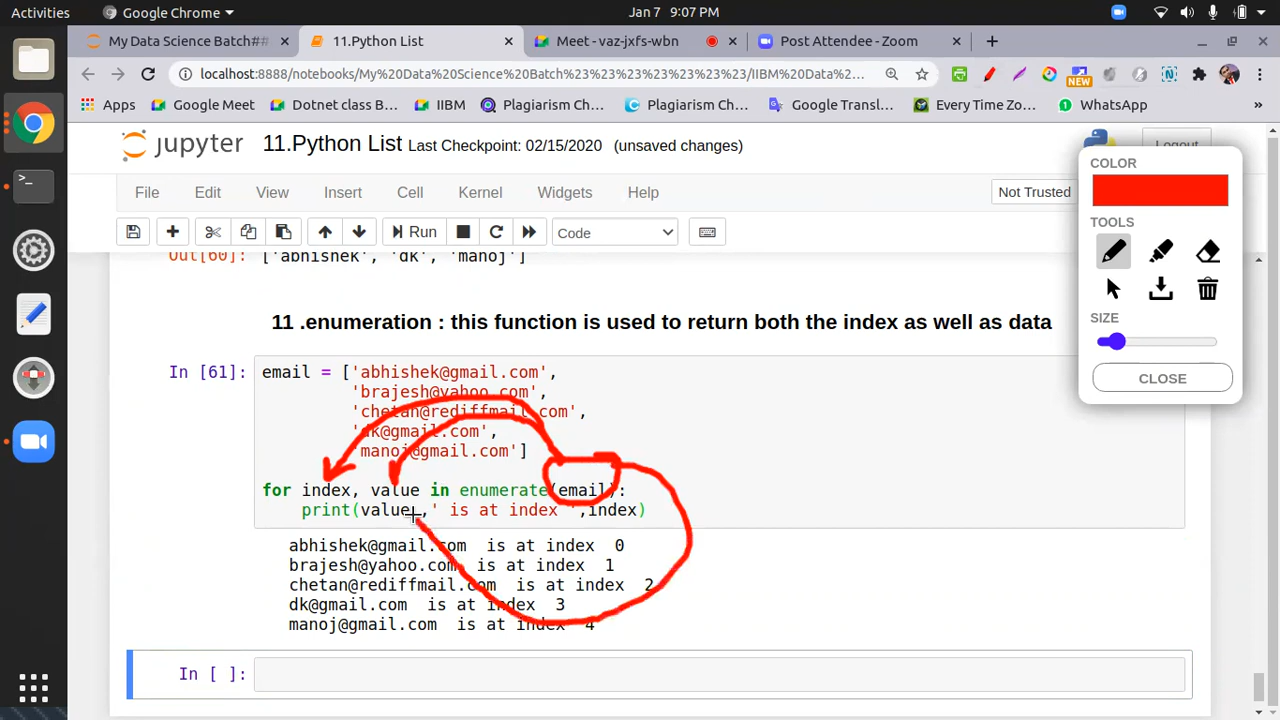 Activities
Google Chrome
Jan 7 9:07 PM
My Data Science Batch##
11.Python List
Meet - vaz-jxfs-wbn
Post Attendee - Zoom
localhost:8888/notebooks/My%20Data%20Science%20Batch%23%23%23%23%23%23/IIBM%20Data%2...
NEW
Apps
Google Meet
Dotnet class B...
IIBM
Plagiarism Ch...
Plagiarism Ch...
Google Transl...
Every Time Zo...
WhatsApp
»
jupyter 11.Python List Last Checkpoint: 02/15/2020 (unsaved changes)
Logout
File Edit View Insert Cell Kernel Widgets Help
Not Trusted
Run
Code
COLOR
TOOLS
SIZE
CLOSE
Out[60]: ['abhishek', 'dk', 'manoj']
11 .enumeration : this function is used to return both the index as well as data
In [61]: email = ['abhishek@gmail.com',
'brajesh@yahoo.com',
'chetan@rediffmail.com',
'dk@gmail.com',
'manoj@gmail.com']
for index, value in enumerate(email):
print(value ,' is at index ',index)
abhishek@gmail.com is at index 0
brajesh@yahoo.com is at index 1
chetan@rediffmail.com is at index 2
dk@gmail.com is at index 3
manoj@gmail.com is at index 4
In [ ]: